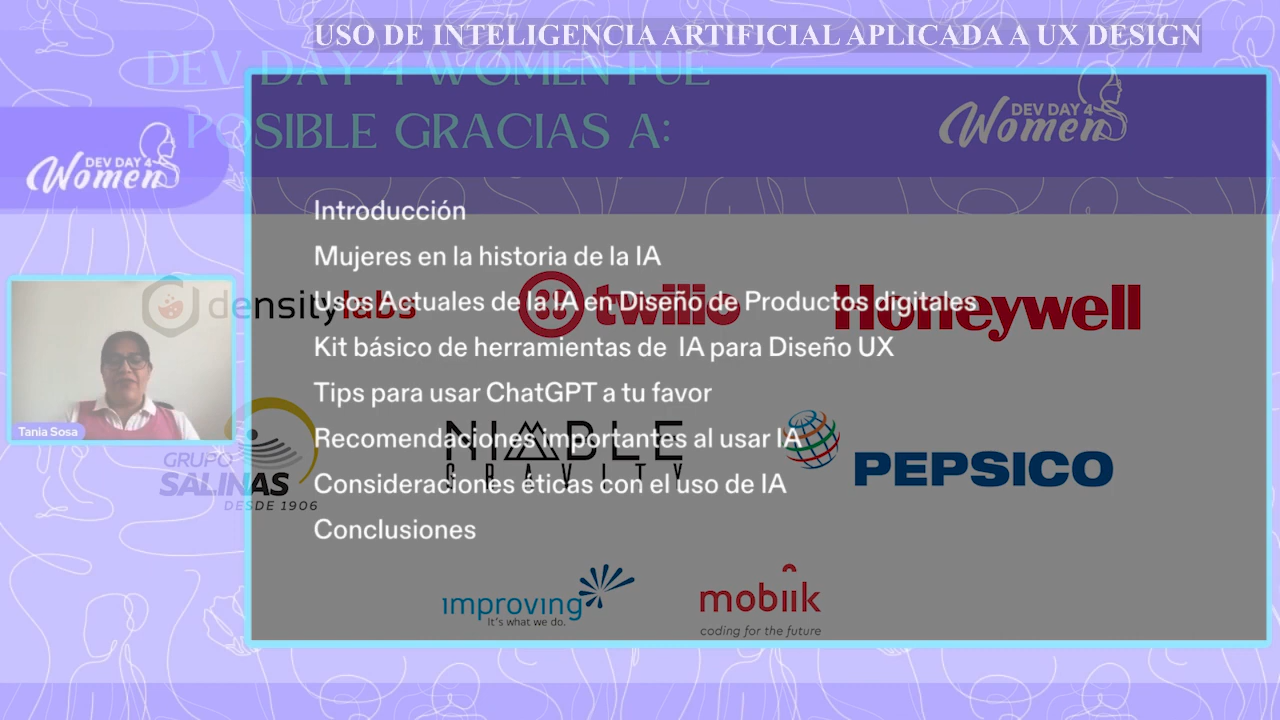 USO DE INTELIGENCIA ARTIFICIAL APLICADA A UX DESIGN
DEV DAY 4 WOMEN FUE
POSIBLE GRACIAS A:
DEV DAY 4
Women
DEV DAY 4
Women
Introducción
Mujeres en la historia de la IA
Usos Actuales de la IA en Diseño de Productos digitales
densitylabs
twilio
Honeywell
Kit básico de herramientas de IA para Diseño UX
Tips para usar ChatGPT a tu favor
Tania Sosa
Recomendaciones importantes al usar IA
NIMBLE
GRAVITY
GRUPO
SALINAS
DESDE 1906
PEPSICO
Consideraciones éticas con el uso de IA
Conclusiones
improving
It's what we do.
mobiik
coding for the future